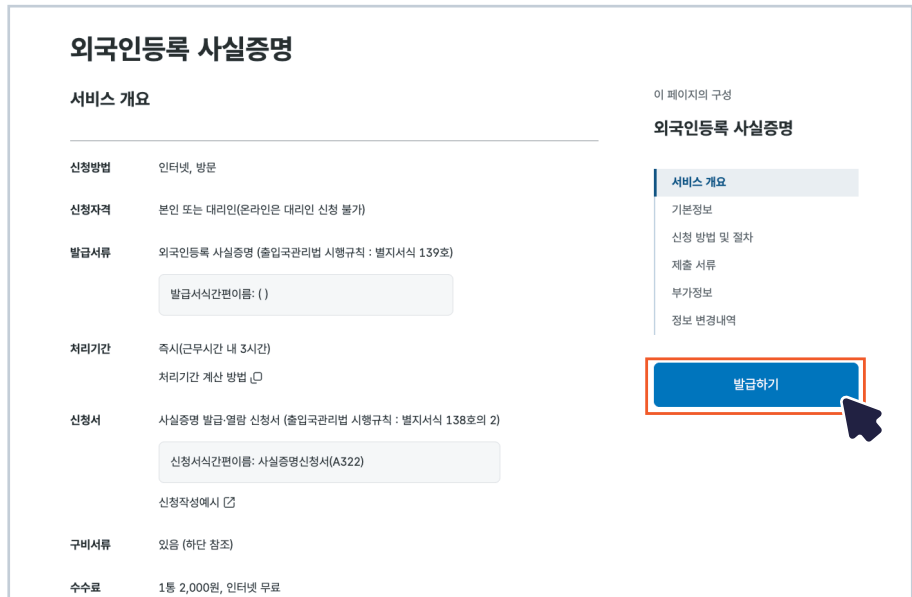 외국인등록 사실증명
서비스 개요
신청방법 인터넷, 방문
신청자격 본인 또는 대리인(온라인은 대리인 신청 불가)
발급서류 외국인등록 사실증명 (출입국관리법 시행규칙 : 별지서식 139호)
발급서식간편이름: ( )
처리기간 즉시(근무시간 내 3시간)
처리기간 계산 방법
신청서 사실증명 발급·열람 신청서 (출입국관리법 시행규칙 : 별지서식 138호의 2)
신청서식간편이름: 사실증명신청서(A322)
신청작성예시
구비서류 있음 (하단 참조)
수수료 1통 2,000원, 인터넷 무료
이 페이지의 구성
외국인등록 사실증명
서비스 개요
기본정보
신청 방법 및 절차
제출 서류
부가정보
정보 변경내역
발급하기